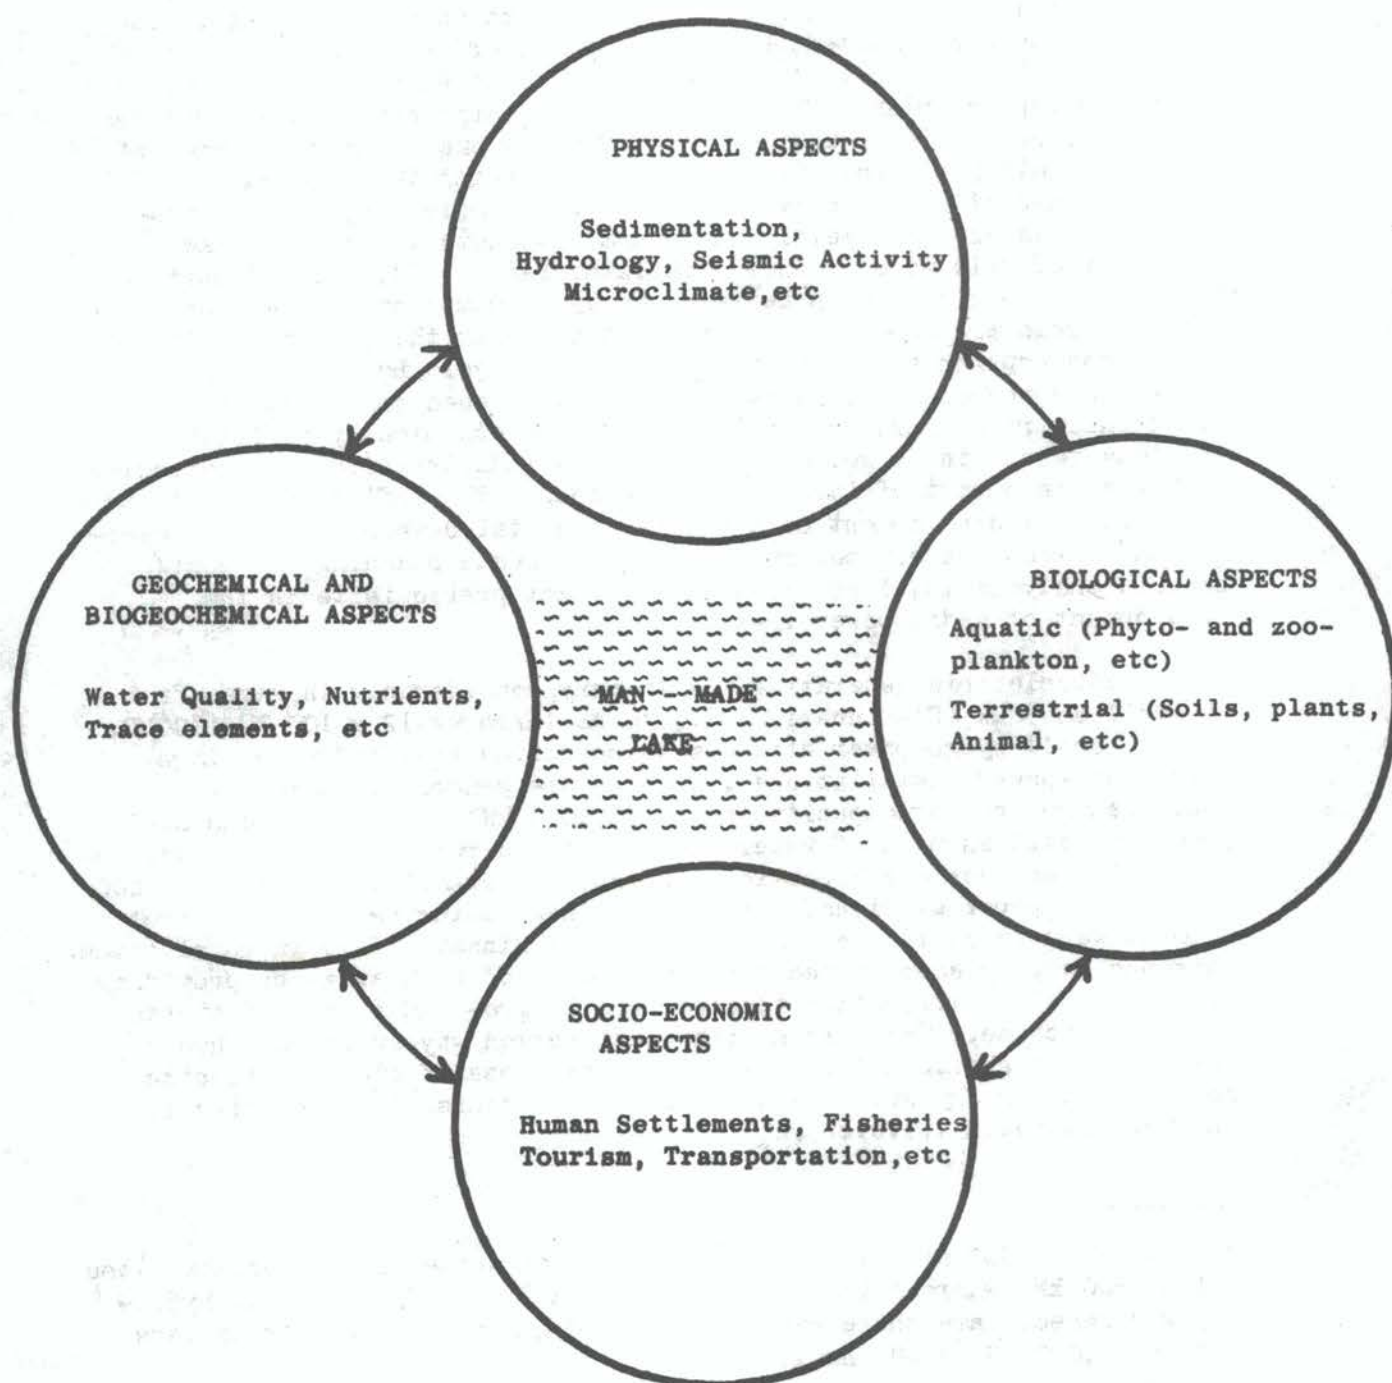 PHYSICAL ASPECTS
Sedimentation,
Hydrology, Seismic Activity
Microclimate,etc
GEOCHEMICAL AND
BIOGEOCHEMICAL ASPECTS
Water Quality, Nutrients,
Trace elements, etc
MAN - MADE
LAKE
BIOLOGICAL ASPECTS
Aquatic (Phyto- and zoo-
plankton, etc)
Terrestrial (Soils, plants,
Animal, etc)
SOCIO-ECONOMIC
ASPECTS
Human Settlements, Fisheries
Tourism, Transportation,etc